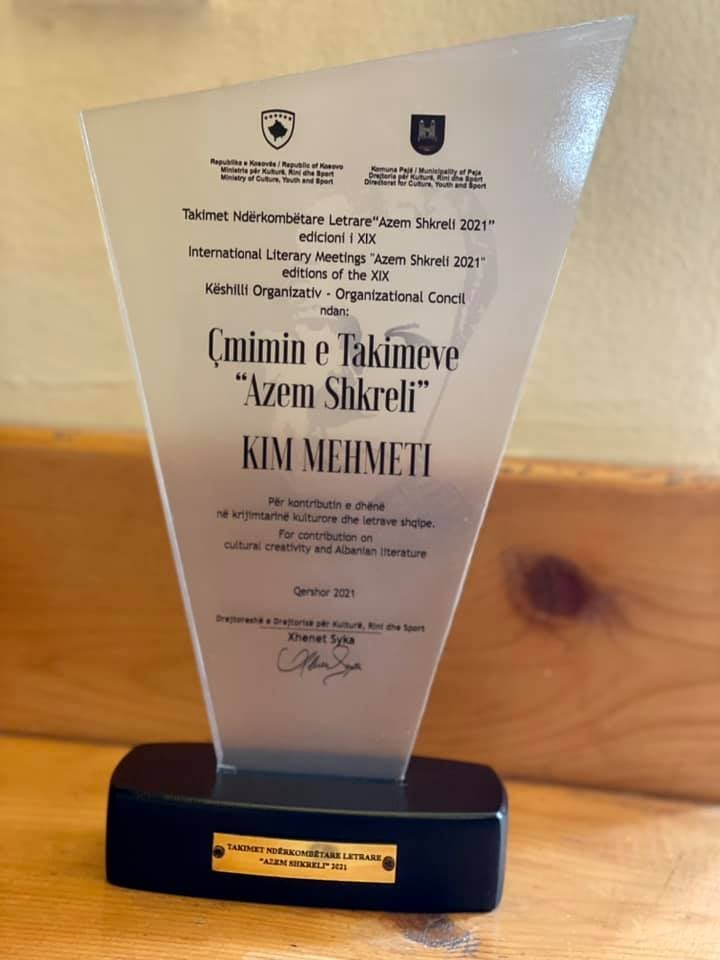 Republika e Kosovës / Republic of Kosovo
Ministria për Kulturë, Rini dhe Sport
Ministry of Culture, Youth and Sport
Komuna Pejë / Municipality of Peja
Drejtoria për Kulturë, Rini dhe Sport
Directorat for Culture, Youth and Sport
Takimet Ndërkombëtare Letrare“Azem Shkreli 2021”
edicioni i XIX
International Literary Meetings "Azem Shkreli 2021"
editions of the XIX
Këshilli Organizativ - Organizational Concil
ndan:
Çmimin e Takimeve
“Azem Shkreli”
KIM MEHMETI
Për kontributin e dhënë
në krijimtarinë kulturore dhe letrave shqipe.
For contribution on
cultural creativity and Albanian literature
Qershor 2021
Drejtoreshë e Drejtorisë për Kulturë, Rini dhe Sport
Xhenet Syka
TAKIMET NDËRKOMBËTARE LETRARE
“AZEM SHKRELI” 2021